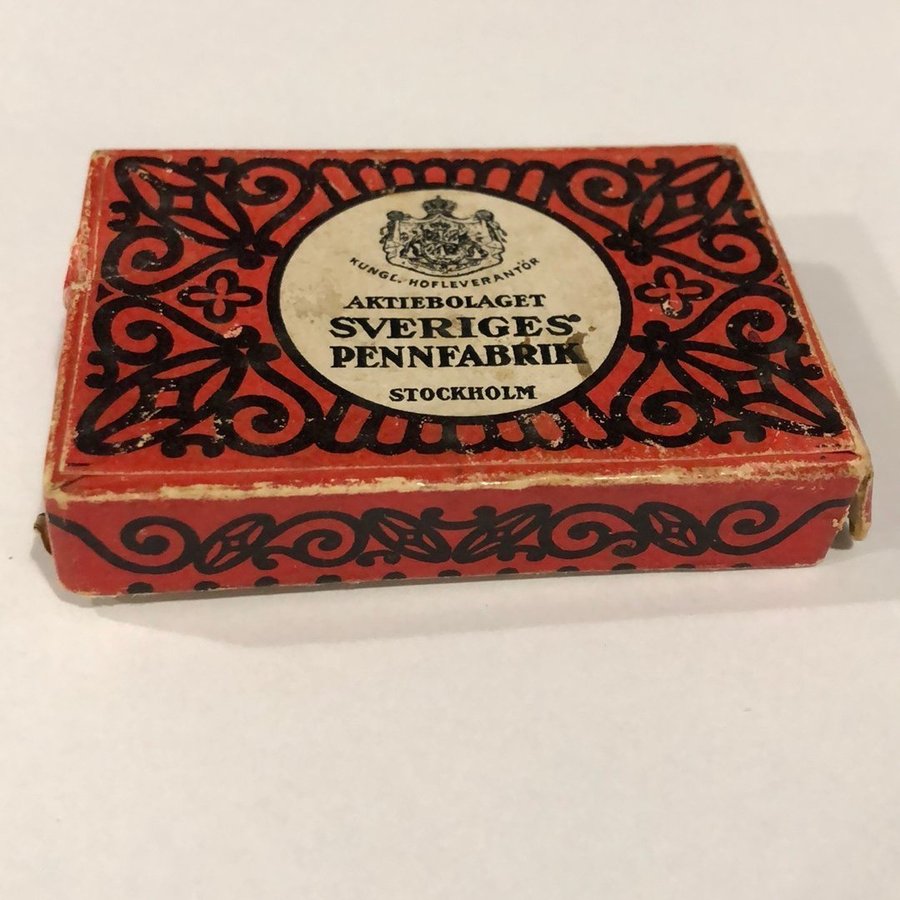 KUNGL. HOFLEVERANTÖR
AKTIEBOLAGET
SVERIGES
PENNFABRIK
STOCKHOLM